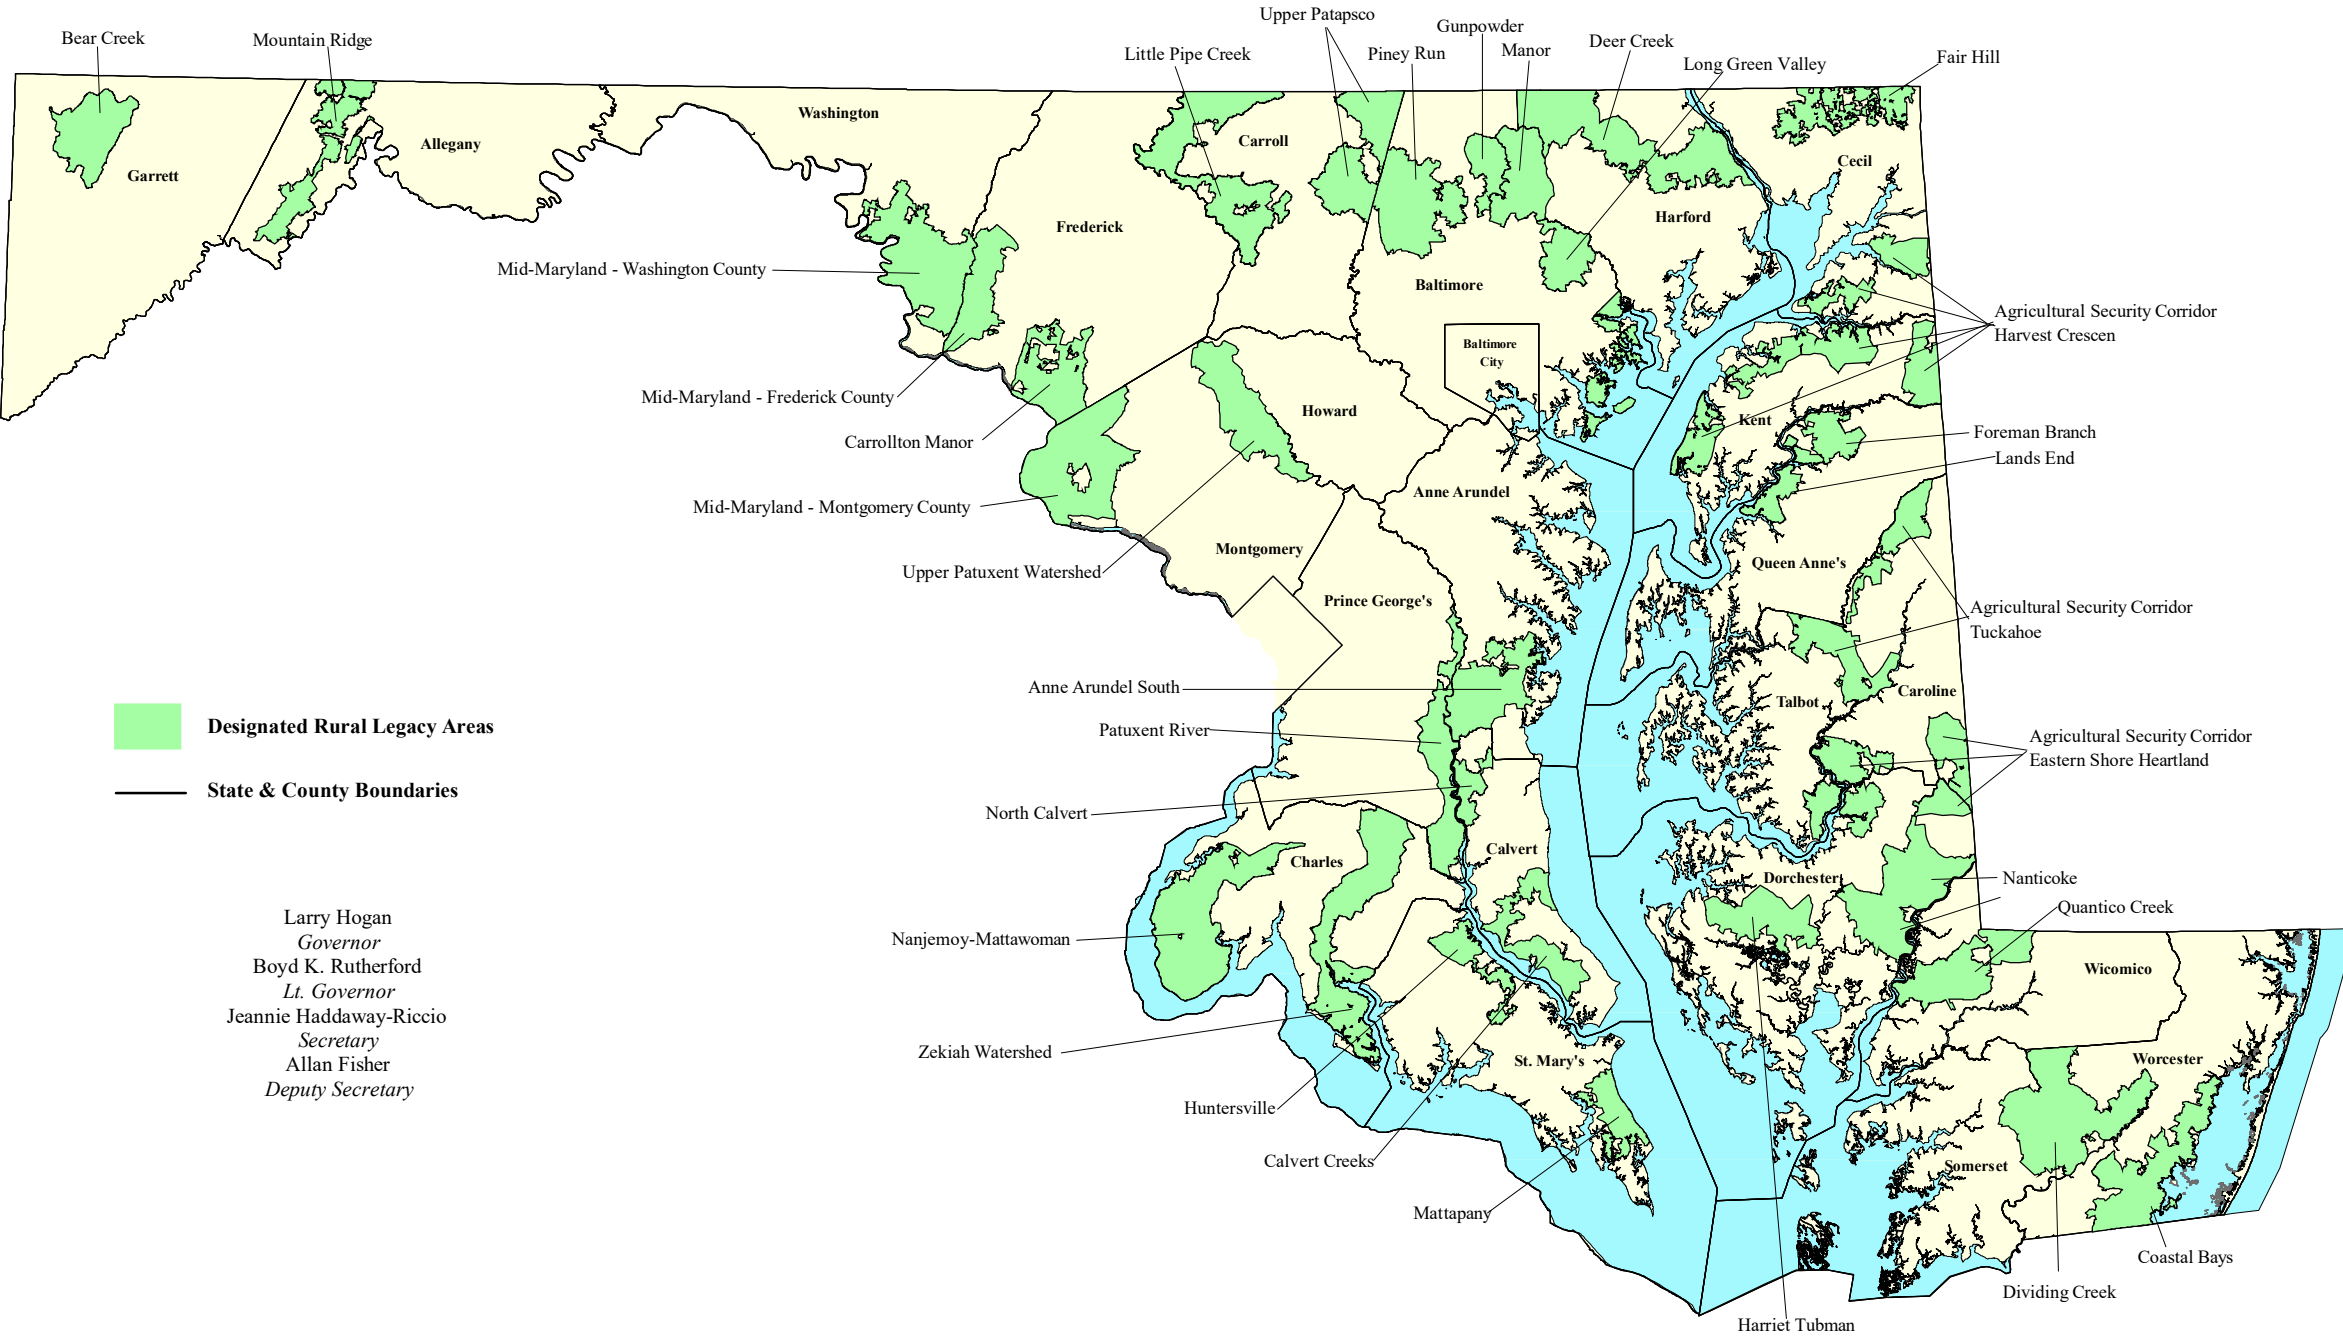 Upper Patapsco
Gunpowder
Bear Creek
Mountain Ridge
Little Pipe Creek
Piney Run
Manor
Deer Creek
Long Green Valley
Fair Hill
Washington
Allegany
Carroll
Cecil
Garrett
Frederick
Harford
Mid-Maryland - Washington County
Baltimore
Agricultural Security Corridor
Harvest Crescen
Baltimore
City
Mid-Maryland - Frederick County
Howard
Kent
Carrollton Manor
Foreman Branch
Lands End
Anne Arundel
Mid-Maryland - Montgomery County
Montgomery
Queen Anne's
Upper Patuxent Watershed
Prince George's
Agricultural Security Corridor
Tuckahoe
Anne Arundel South
Caroline
Talbot
Designated Rural Legacy Areas
Patuxent River
Agricultural Security Corridor
Eastern Shore Heartland
State & County Boundaries
North Calvert
Calvert
Charles
Dorchester
Nanticoke
Quantico Creek
Larry Hogan
Governor
Boyd K. Rutherford
Lt. Governor
Jeannie Haddaway-Riccio
Secretary
Allan Fisher
Deputy Secretary
Nanjemoy-Mattawoman
Wicomico
Zekiah Watershed
St. Mary's
Worcester
Huntersville
Calvert Creeks
Somerset
Mattapany
Coastal Bays
Dividing Creek
Harriet Tubman